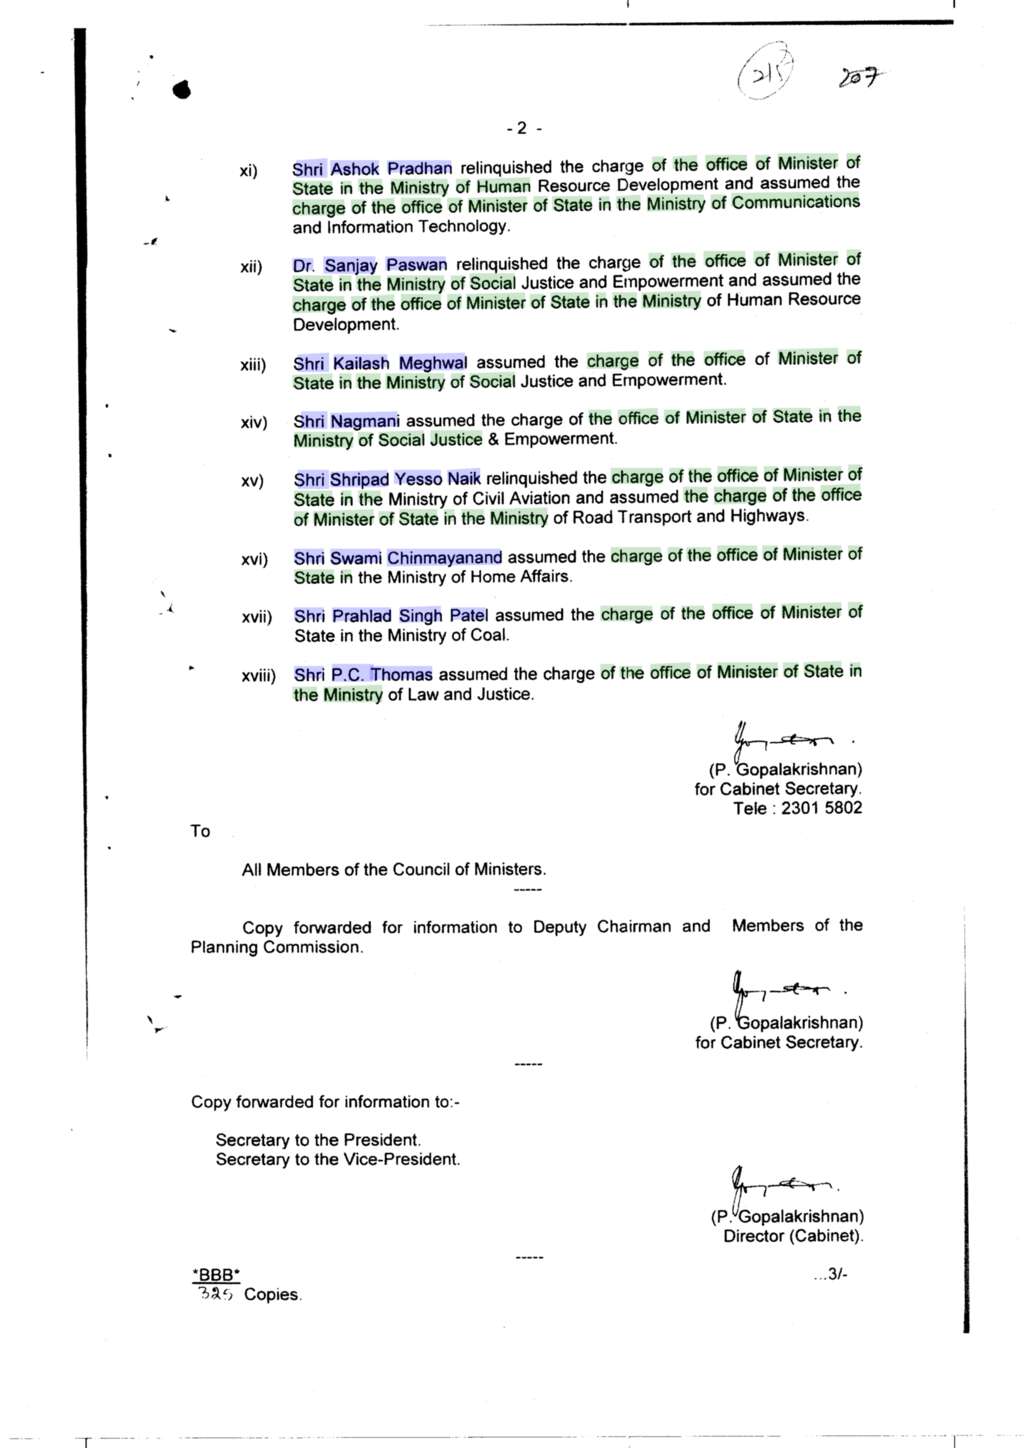 215 207
- 2 -
xi) Shri Ashok Pradhan relinquished the charge of the office of Minister of
State in the Ministry of Human Resource Development and assumed the
charge of the office of Minister of State in the Ministry of Communications
and Information Technology.
xii) Dr. Sanjay Paswan relinquished the charge of the office of Minister of
State in the Ministry of Social Justice and Empowerment and assumed the
charge of the office of Minister of State in the Ministry of Human Resource
Development.
xiii) Shri Kailash Meghwal assumed the charge of the office of Minister of
State in the Ministry of Social Justice and Empowerment.
xiv) Shri Nagmani assumed the charge of the office of Minister of State in the
Ministry of Social Justice & Empowerment.
xv) Shri Shripad Yesso Naik relinquished the charge of the office of Minister of
State in the Ministry of Civil Aviation and assumed the charge of the office
of Minister of State in the Ministry of Road Transport and Highways.
xvi) Shri Swami Chinmayanand assumed the charge of the office of Minister of
State in the Ministry of Home Affairs.
xvii) Shri Prahlad Singh Patel assumed the charge of the office of Minister of
State in the Ministry of Coal.
xviii) Shri P.C. Thomas assumed the charge of the office of Minister of State in
the Ministry of Law and Justice.
(P. Gopalakrishnan)
for Cabinet Secretary.
Tele : 2301 5802
To
All Members of the Council of Ministers.
-----
Copy forwarded for information to Deputy Chairman and Members of the
Planning Commission.
(P. Gopalakrishnan)
for Cabinet Secretary.
-----
Copy forwarded for information to:-
Secretary to the President.
Secretary to the Vice-President.
(P. Gopalakrishnan)
Director (Cabinet).
-----
*BBB* ...3/-
325 Copies.